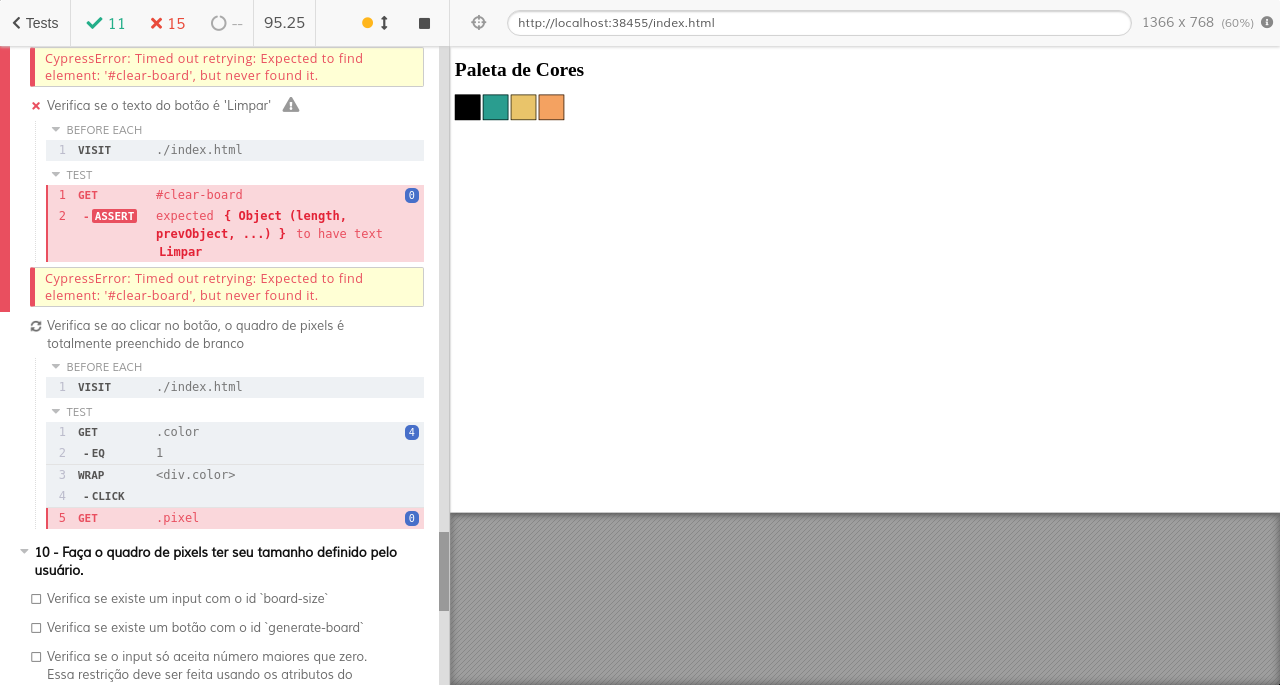 Tests
11
15
--
95.25
http://localhost:38455/index.html
1366 x 768 (60%)
CypressError: Timed out retrying: Expected to find
element: '#clear-board', but never found it.
Verifica se o texto do botão é 'Limpar'
BEFORE EACH
1 VISIT ./index.html
TEST
1 GET #clear-board 0
2 - ASSERT expected { Object (length,
prevObject, ...) } to have text
Limpar
CypressError: Timed out retrying: Expected to find
element: '#clear-board', but never found it.
Verifica se ao clicar no botão, o quadro de pixels é
totalmente preenchido de branco
BEFORE EACH
1 VISIT ./index.html
TEST
1 GET .color 4
2 - EQ 1
3 WRAP <div.color>
4 - CLICK
5 GET .pixel 0
10 - Faça o quadro de pixels ter seu tamanho definido pelo
usuário.
Verifica se existe um input com o id `board-size`
Verifica se existe um botão com o id `generate-board`
Verifica se o input só aceita número maiores que zero.
Essa restrição deve ser feita usando os atributos do
Paleta de Cores